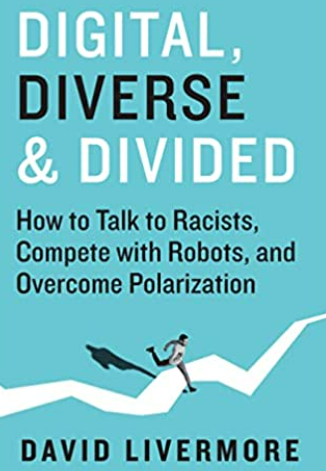 DIGITAL,
DIVERSE
& DIVIDED
How to Talk to Racists,
Compete with Robots, and
Overcome Polarization
DAVID LIVERMORE